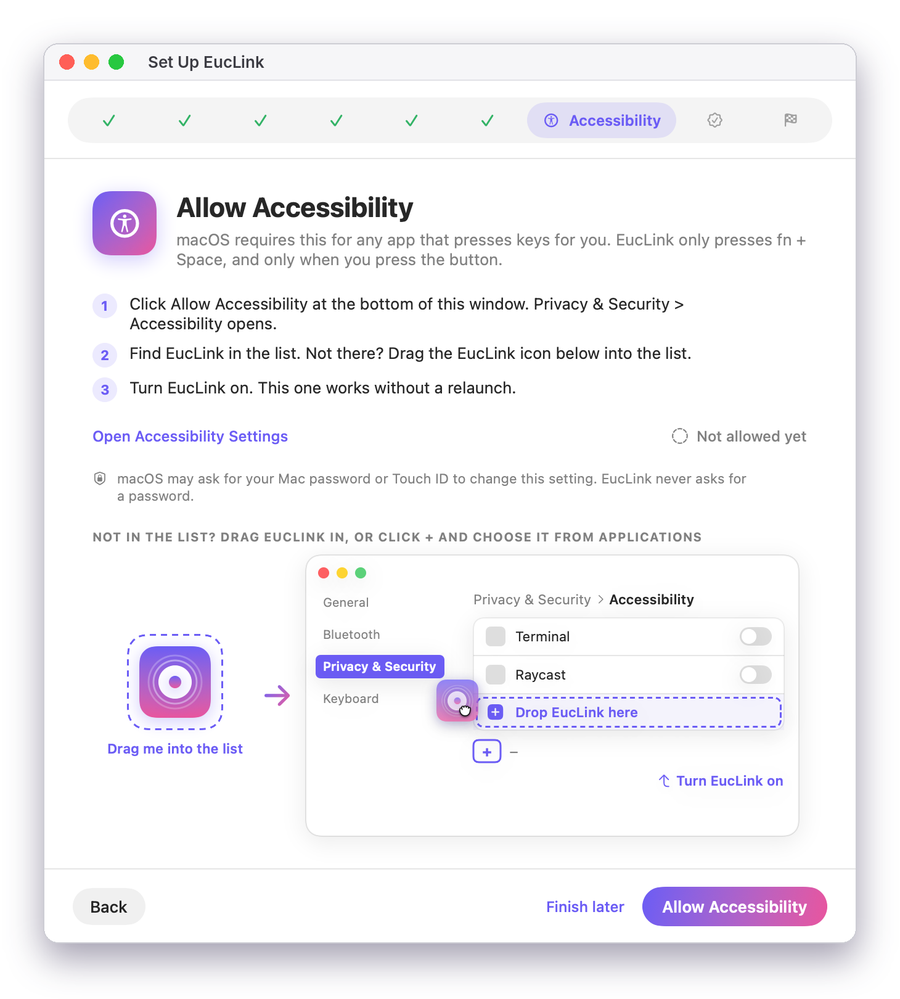 Set Up EucLink
Accessibility
Allow Accessibility
macOS requires this for any app that presses keys for you. EucLink only presses fn +
Space, and only when you press the button.
1 Click Allow Accessibility at the bottom of this window. Privacy & Security >
Accessibility opens.
2 Find EucLink in the list. Not there? Drag the EucLink icon below into the list.
3 Turn EucLink on. This one works without a relaunch.
Open Accessibility Settings
Not allowed yet
macOS may ask for your Mac password or Touch ID to change this setting. EucLink never asks for
a password.
NOT IN THE LIST? DRAG EUCLINK IN, OR CLICK + AND CHOOSE IT FROM APPLICATIONS
Drag me into the list
General
Bluetooth
Privacy & Security
Keyboard
Privacy & Security > Accessibility
Terminal
Raycast
+ Drop EucLink here
+ –
Turn EucLink on
Back
Finish later
Allow Accessibility